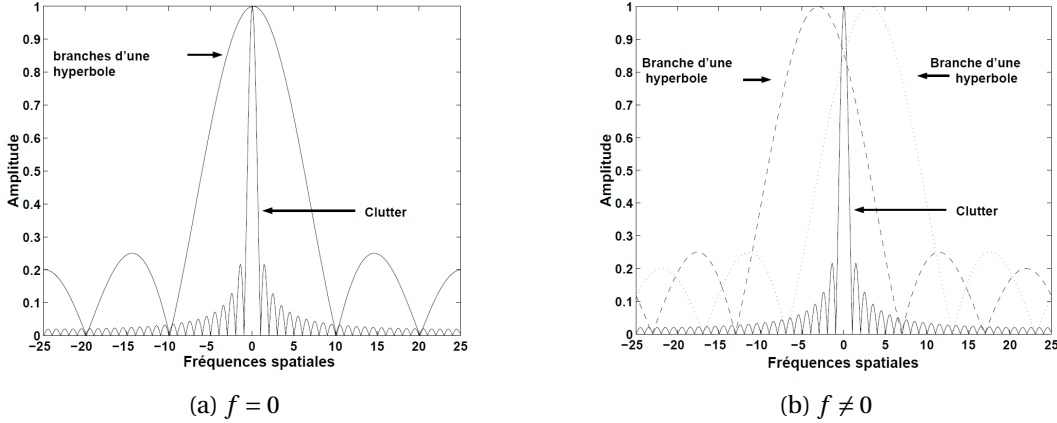 1
0.9
0.8
0.7
0.6
0.5
0.4
0.3
0.2
0.1
0
Amplitude
branches d'une
hyperbole
Clutter
−25 −20 −15 −10 −5 0 5 10 15 20 25
Fréquences spatiales
(a) f = 0
1
0.9
0.8
0.7
0.6
0.5
0.4
0.3
0.2
0.1
0
Amplitude
Branche d'une
hyperbole
Branche d'une
hyperbole
Clutter
−25 −20 −15 −10 −5 0 5 10 15 20 25
Fréquences spatiales
(b) f ≠ 0